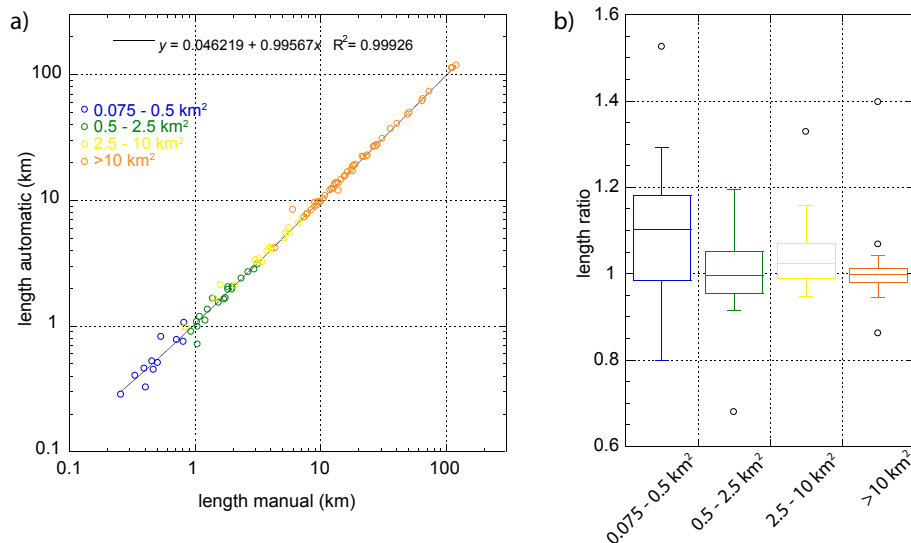 a)
y = 0.046219 + 0.99567x R²= 0.99926
100
10
1
0.1
0.075 - 0.5 km²
0.5 - 2.5 km²
2.5 - 10 km²
>10 km²
length automatic (km)
0.1 1 10 100
length manual (km)
b)
1.6
1.4
1.2
1
0.8
0.6
length ratio
0.075 - 0.5 km²
0.5 - 2.5 km²
2.5 - 10 km²
>10 km²